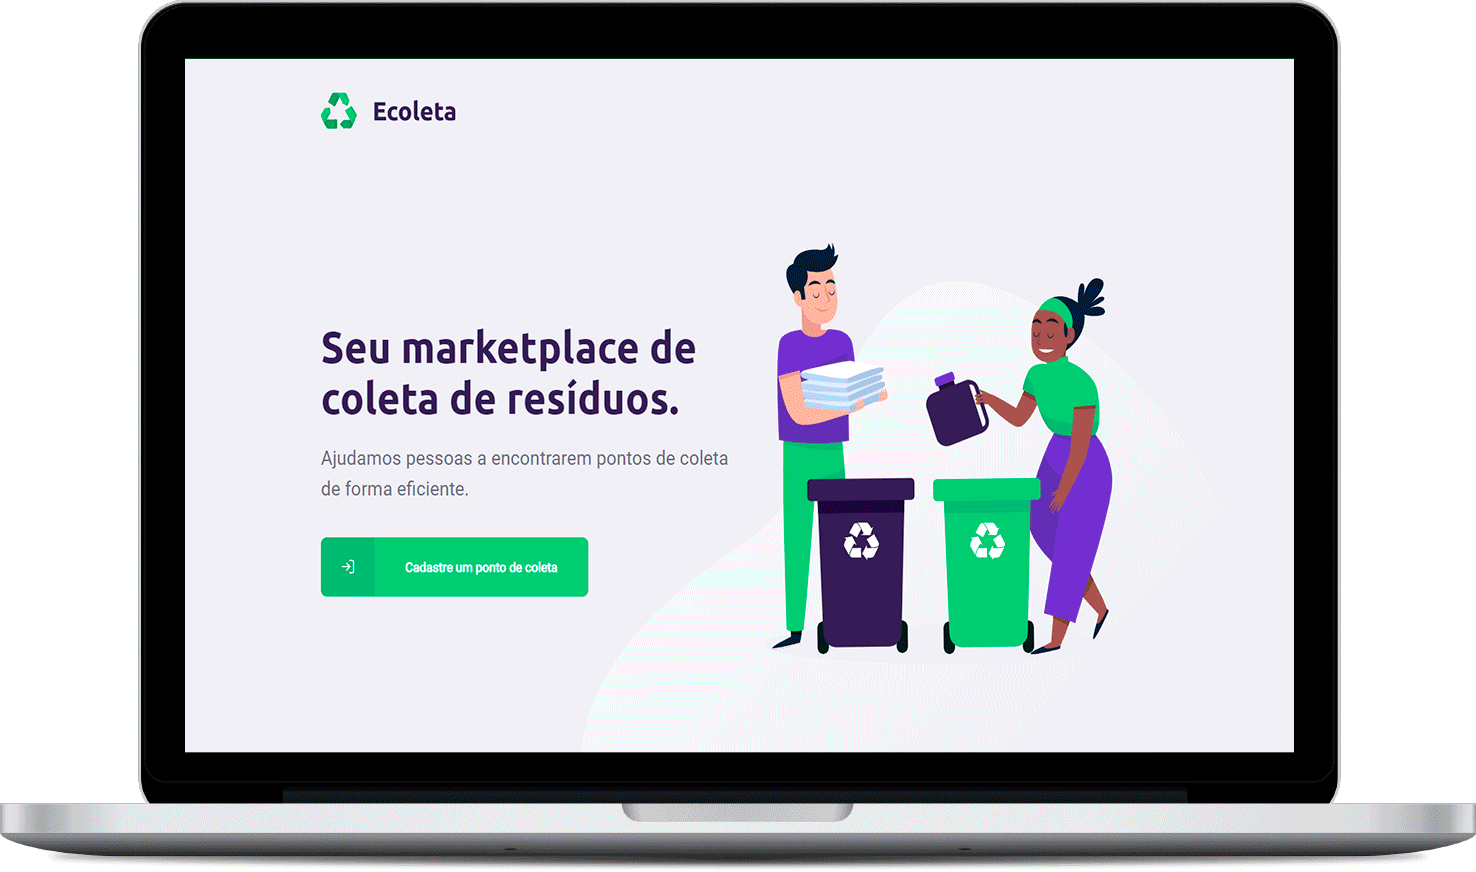 Ecoleta
Seu marketplace de
coleta de resíduos.
Ajudamos pessoas a encontrarem pontos de coleta
de forma eficiente.
Cadastre um ponto de coleta